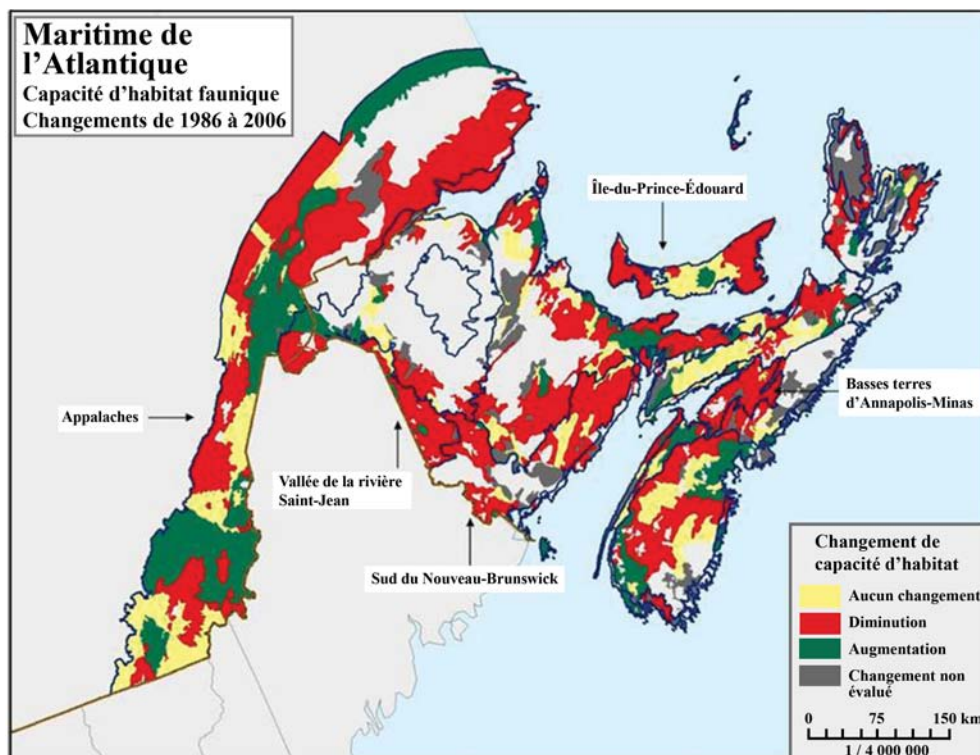 Maritime de
l'Atlantique
Capacité d'habitat faunique
Changements de 1986 à 2006
Île-du-Prince-Édouard
Basses terres
d'Annapolis-Minas
Appalaches
Vallée de la rivière
Saint-Jean
Sud du Nouveau-Brunswick
Changement de
capacité d'habitat
Aucun changement
Diminution
Augmentation
Changement non
évalué
0 75 150 km
1 / 4 000 000